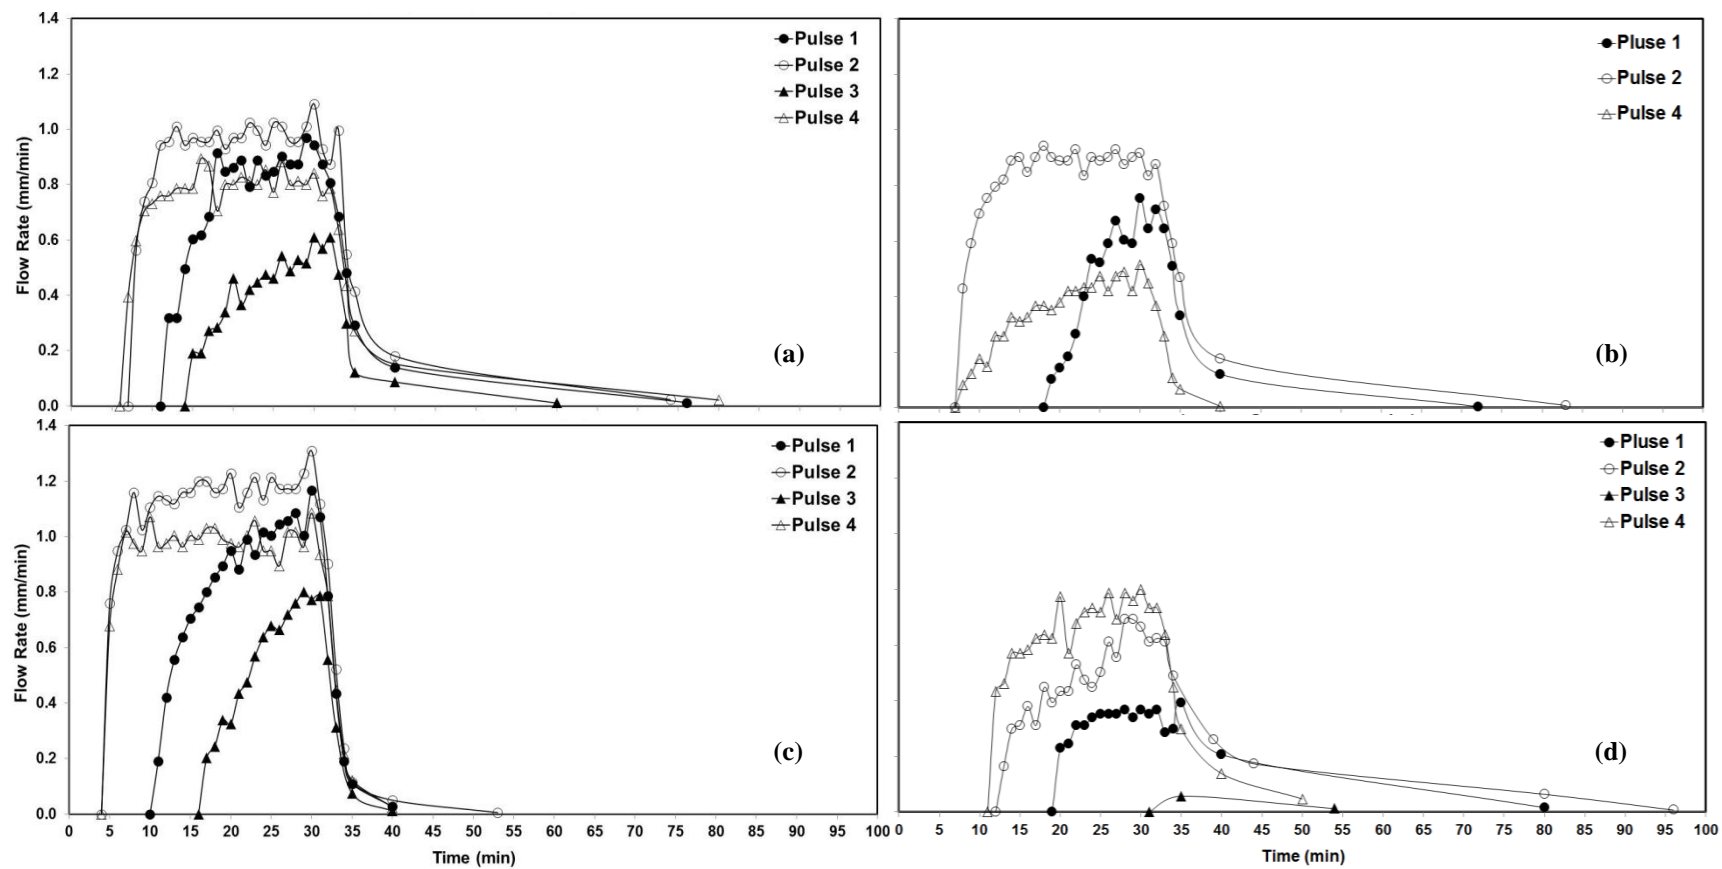 1.4
1.2
1.0
0.8
0.6
0.4
0.2
0.0
Flow Rate (mm/min)
Pulse 1
Pulse 2
Pulse 3
Pulse 4
(a)
Pluse 1
Pulse 2
Pulse 4
(b)
1.4
1.2
1.0
0.8
0.6
0.4
0.2
0.0
Flow Rate (mm/min)
Pulse 1
Pulse 2
Pulse 3
Pulse 4
(c)
0 5 10 15 20 25 30 35 40 45 50 55 60 65 70 75 80 85 90 95 100
Time (min)
Pluse 1
Pulse 2
Pulse 3
Pulse 4
(d)
0 5 10 15 20 25 30 35 40 45 50 55 60 65 70 75 80 85 90 95 100
Time (min)